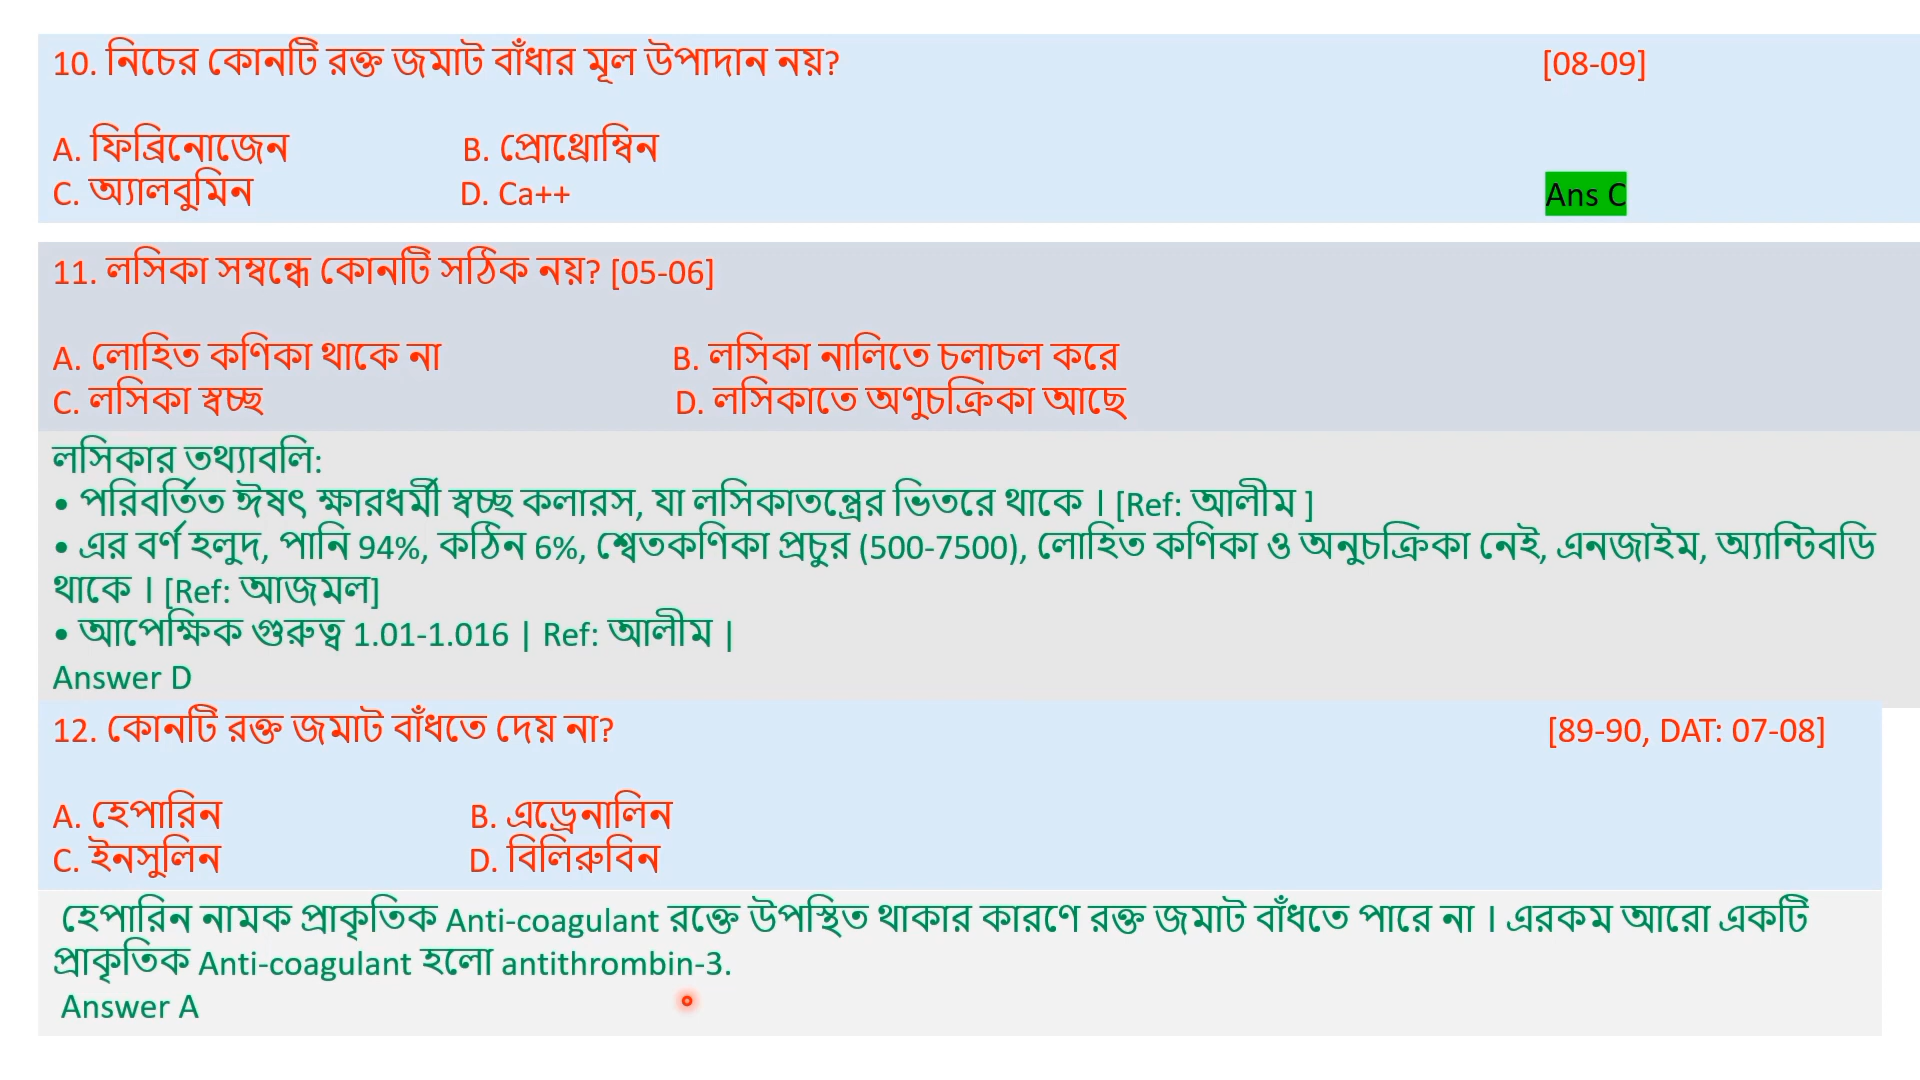 10. নিচের কোনটি রক্ত জমাট বাঁধার মূল উপাদান নয়? [08-09]
A. ফিব্রিনোজেন B. প্রোথ্রোম্বিন
C. অ্যালবুমিন D. Ca++ Ans C
11. লসিকা সম্বন্ধে কোনটি সঠিক নয়? [05-06]
A. লোহিত কণিকা থাকে না B. লসিকা নালিতে চলাচল করে
C. লসিকা স্বচ্ছ D. লসিকাতে অণুচক্রিকা আছে
লসিকার তথ্যাবলি:
• পরিবর্তিত ঈষৎ ক্ষারধর্মী স্বচ্ছ কলারস, যা লসিকাতন্ত্রের ভিতরে থাকে । [Ref: আলীম ]
• এর বর্ণ হলুদ, পানি 94%, কঠিন 6%, শ্বেতকণিকা প্রচুর (500-7500), লোহিত কণিকা ও অনুচক্রিকা নেই, এনজাইম, অ্যান্টিবডি
থাকে । [Ref: আজমল]
• আপেক্ষিক গুরুত্ব 1.01-1.016 | Ref: আলীম |
Answer D
12. কোনটি রক্ত জমাট বাঁধতে দেয় না? [89-90, DAT: 07-08]
A. হেপারিন B. এড্রেনালিন
C. ইনসুলিন D. বিলিরুবিন
হেপারিন নামক প্রাকৃতিক Anti-coagulant রক্তে উপস্থিত থাকার কারণে রক্ত জমাট বাঁধতে পারে না । এরকম আরো একটি
প্রাকৃতিক Anti-coagulant হলো antithrombin-3.
Answer A